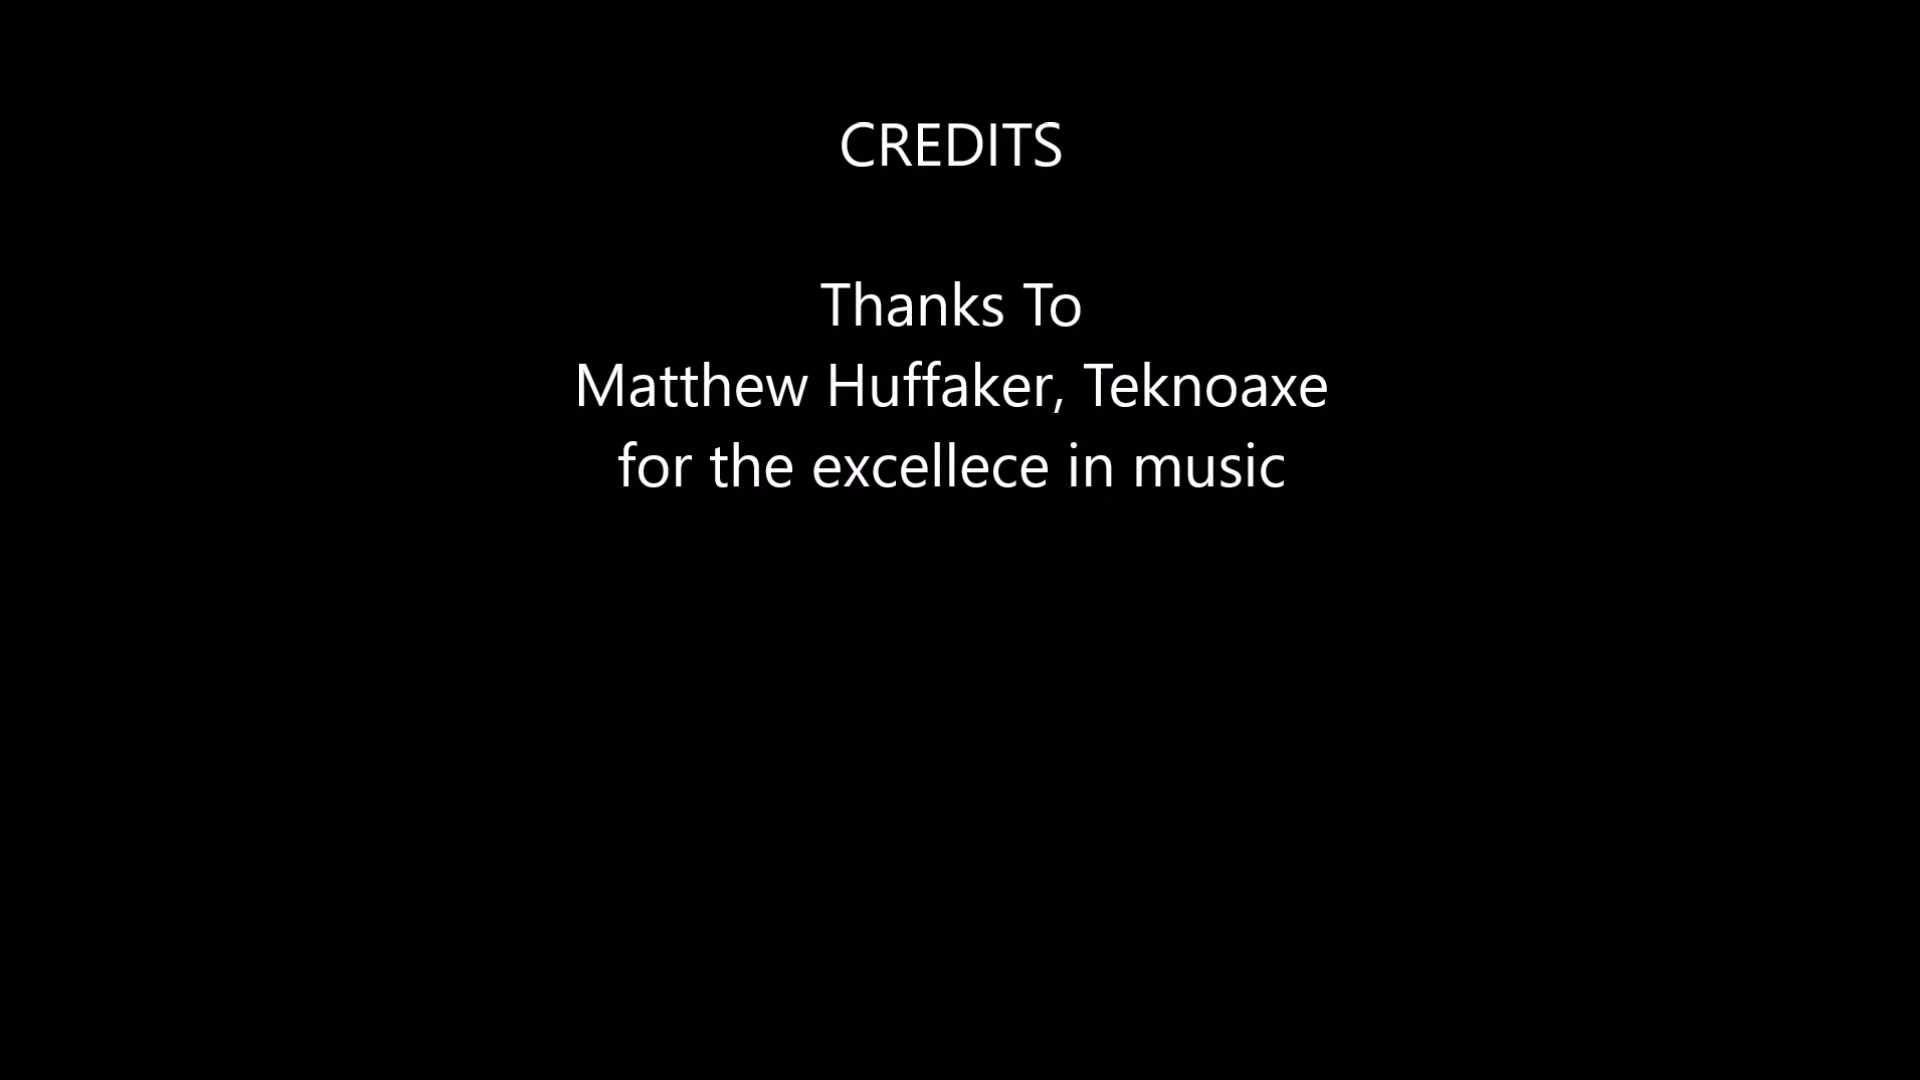 CREDITS
Thanks To
Matthew Huffaker, Teknoaxe
for the excellece in music